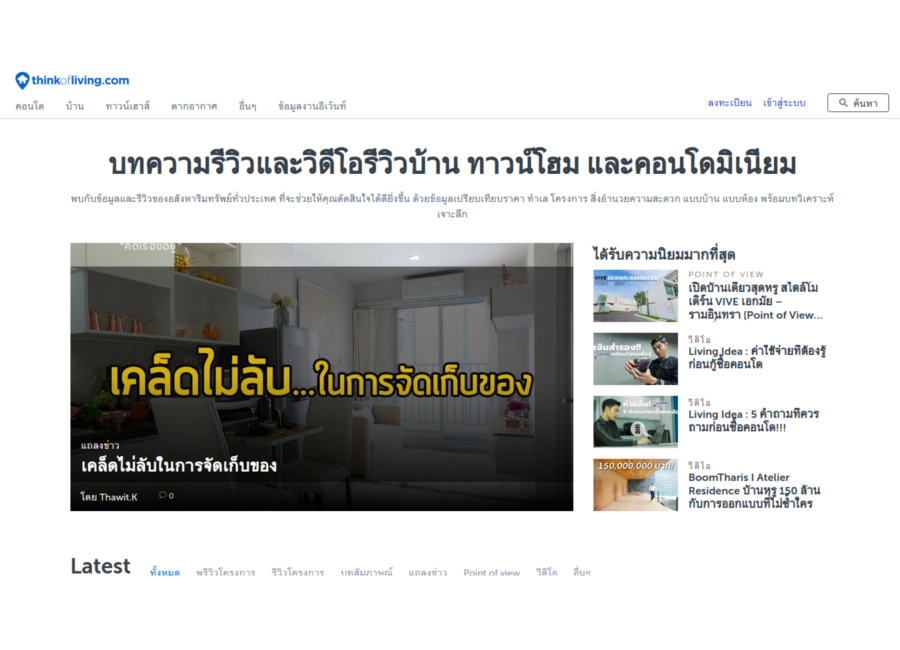 thinkofliving.com
คอนโด บ้าน ทาวน์เฮาส์ ตากอากาศ อื่นๆ ข้อมูลงานอีเว้นท์
ลงทะเบียน เข้าสู่ระบบ ค้นหา
บทความรีวิวและวิดีโอรีวิวบ้าน ทาวน์โฮม และคอนโดมิเนียม
พบกับข้อมูลและรีวิวของอสังหาริมทรัพย์ทั่วประเทศ ที่จะช่วยให้คุณตัดสินใจได้ดียิ่งขึ้น ด้วยข้อมูลเปรียบเทียบราคา ทำเล โครงการ สิ่งอำนวยความสะดวก แบบบ้าน แบบห้อง พร้อมบทวิเคราะห์
เจาะลึก
"คิดเรื่องอยู่"
เคล็ดไม่ลับ...ในการจัดเก็บของ
แถลงข่าว
เคล็ดไม่ลับในการจัดเก็บของ
โดย Thawit.K 0
ได้รับความนิยมมากที่สุด
POINT OF VIEW
เปิดบ้านเดี่ยวสุดหรู สไตล์โม
เดิร์น VIVE เอกมัย –
รามอินทรา [Point of View...
วีดีโอ
Living Idea : ค่าใช้จ่ายที่ต้องรู้
ก่อนกู้ซื้อคอนโด
เงินสำรอง!!
วีดีโอ
Living Idea : 5 คำถามที่ควร
ถามก่อนซื้อคอนโด!!!
ห้ามลืม!
150,000,000 บาท!
วีดีโอ
BoomTharis I Atelier
Residence บ้านหรู 150 ล้าน
กับการออกแบบที่ไม่ซ้ำใคร
Latest ทั้งหมด พรีวิวโครงการ รีวิวโครงการ บทสัมภาษณ์ แถลงข่าว Point of view วีดีโอ อื่นๆ